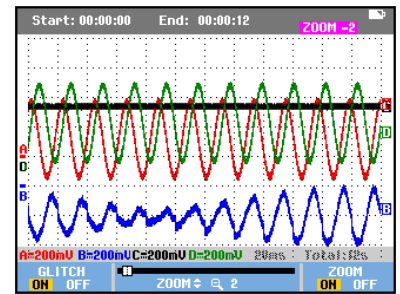 Start: 00:00:00 End: 00:00:12
ZOOM -2
A
D
B
D
B
A=200mV B=200mV C=200mV D=200mV 20ms : Total:12s
GLITCH ZOOM
ON OFF ZOOM 2 ON OFF